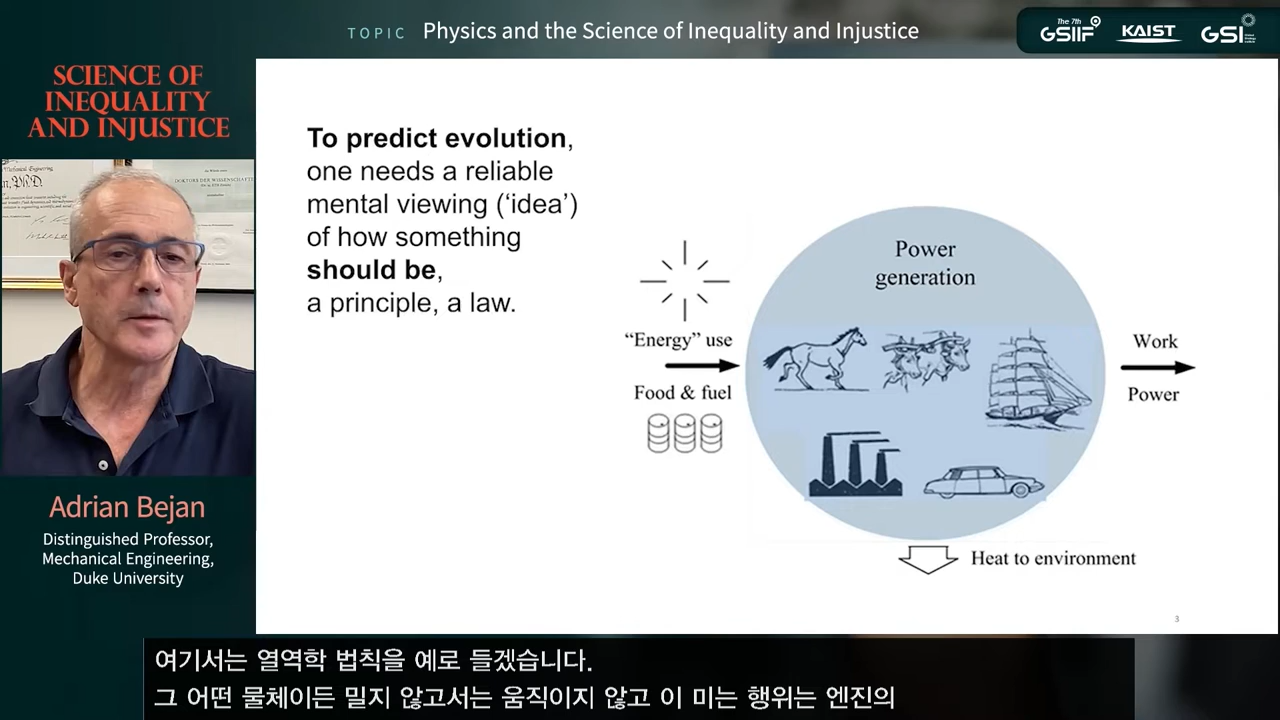 TOPIC Physics and the Science of Inequality and Injustice
The 7th
GSIIF
KAIST
GSI
SCIENCE OF
INEQUALITY
AND INJUSTICE
DOKTORS DER WISSENSCHAFTEN
To predict evolution,
one needs a reliable
mental viewing (‘idea’)
of how something
should be,
a principle, a law.
Power
generation
“Energy” use
Food & fuel
Work
Power
Heat to environment
3
Adrian Bejan
Distinguished Professor,
Mechanical Engineering,
Duke University
여기서는 열역학 법칙을 예로 들겠습니다.
그 어떤 물체이든 밀지 않고서는 움직이지 않고 이 미는 행위는 엔진의